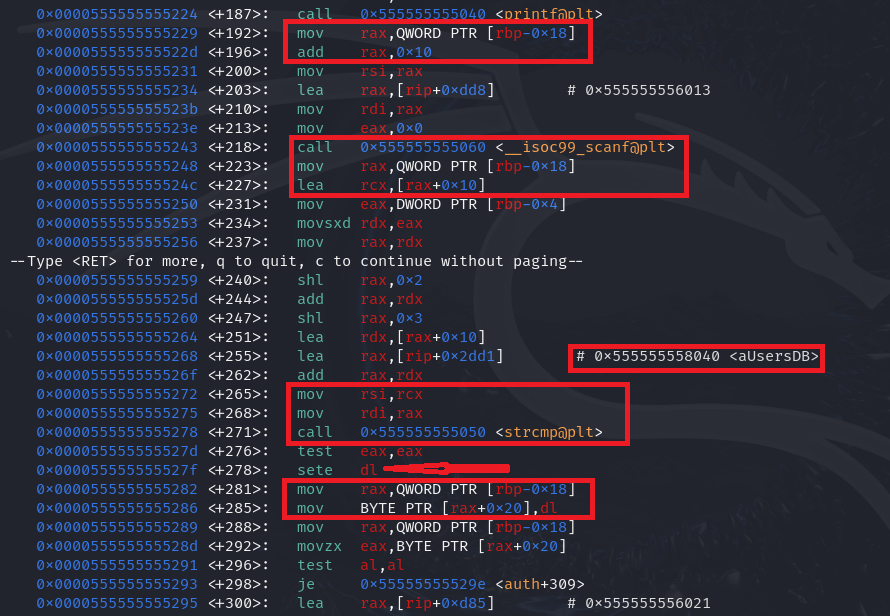 0x0000555555555224 <+187>: call 0x555555555040 <printf@plt>
0x0000555555555229 <+192>: mov rax,QWORD PTR [rbp-0x18]
0x000055555555522d <+196>: add rax,0x10
0x0000555555555231 <+200>: mov rsi,rax
0x0000555555555234 <+203>: lea rax,[rip+0xdd8] # 0x555555556013
0x000055555555523b <+210>: mov rdi,rax
0x000055555555523e <+213>: mov eax,0x0
0x0000555555555243 <+218>: call 0x555555555060 <__isoc99_scanf@plt>
0x0000555555555248 <+223>: mov rax,QWORD PTR [rbp-0x18]
0x000055555555524c <+227>: lea rcx,[rax+0x10]
0x0000555555555250 <+231>: mov eax,DWORD PTR [rbp-0x4]
0x0000555555555253 <+234>: movsxd rdx,eax
0x0000555555555256 <+237>: mov rax,rdx
--Type <RET> for more, q to quit, c to continue without paging--
0x0000555555555259 <+240>: shl rax,0x2
0x000055555555525d <+244>: add rax,rdx
0x0000555555555260 <+247>: shl rax,0x3
0x0000555555555264 <+251>: lea rdx,[rax+0x10]
0x0000555555555268 <+255>: lea rax,[rip+0x2dd1] # 0x555555558040 <aUsersDB>
0x000055555555526f <+262>: add rax,rdx
0x0000555555555272 <+265>: mov rsi,rcx
0x0000555555555275 <+268>: mov rdi,rax
0x0000555555555278 <+271>: call 0x555555555050 <strcmp@plt>
0x000055555555527d <+276>: test eax,eax
0x000055555555527f <+278>: sete dl
0x0000555555555282 <+281>: mov rax,QWORD PTR [rbp-0x18]
0x0000555555555286 <+285>: mov BYTE PTR [rax+0x20],dl
0x0000555555555289 <+288>: mov rax,QWORD PTR [rbp-0x18]
0x000055555555528d <+292>: movzx eax,BYTE PTR [rax+0x20]
0x0000555555555291 <+296>: test al,al
0x0000555555555293 <+298>: je 0x55555555529e <auth+309>
0x0000555555555295 <+300>: lea rax,[rip+0xd85] # 0x555555556021